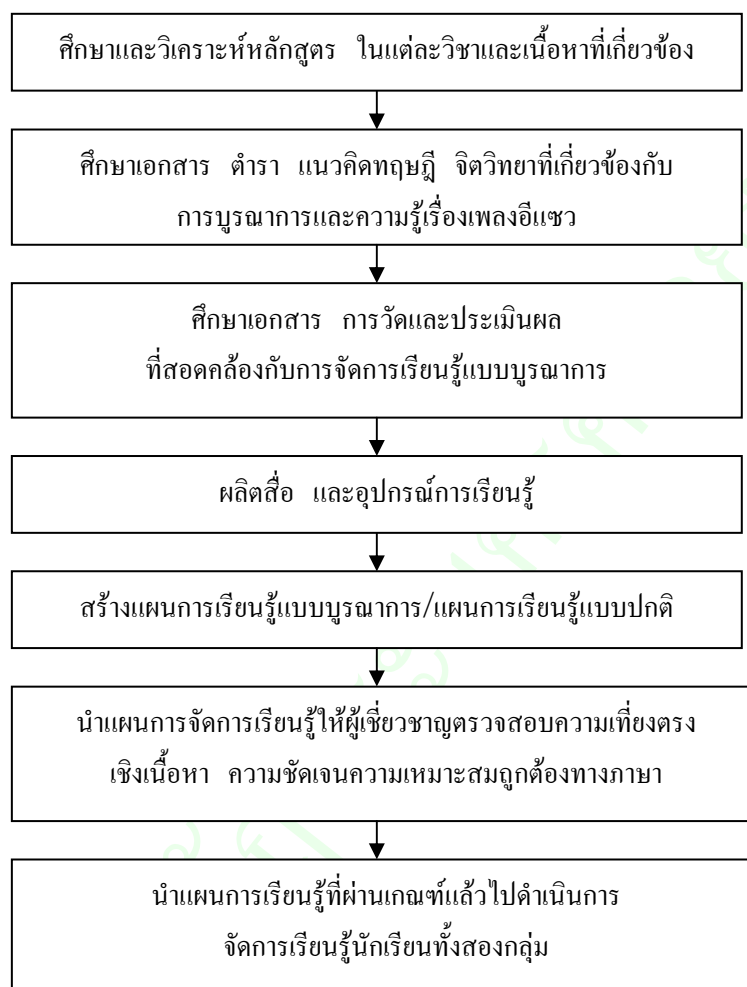 ศึกษาและวิเคราะห์หลักสูตร ในแต่ละวิชาและเนื้อหาที่เกี่ยวข้อง
ศึกษาเอกสาร ตำรา แนวคิดทฤษฎี จิตวิทยาที่เกี่ยวข้องกับ
การบูรณาการและความรู้เรื่องเพลงอีแซว
ศึกษาเอกสาร การวัดและประเมินผล
ที่สอดคล้องกับการจัดการเรียนรู้แบบบูรณาการ
ผลิตสื่อ และอุปกรณ์การเรียนรู้
สร้างแผนการเรียนรู้แบบบูรณาการ/แผนการเรียนรู้แบบปกติ
นำแผนการจัดการเรียนรู้ให้ผู้เชี่ยวชาญตรวจสอบความเที่ยงตรง
เชิงเนื้อหา ความชัดเจนความเหมาะสมถูกต้องทางภาษา
นำแผนการเรียนรู้ที่ผ่านเกณฑ์แล้วไปดำเนินการ
จัดการเรียนรู้นักเรียนทั้งสองกลุ่ม